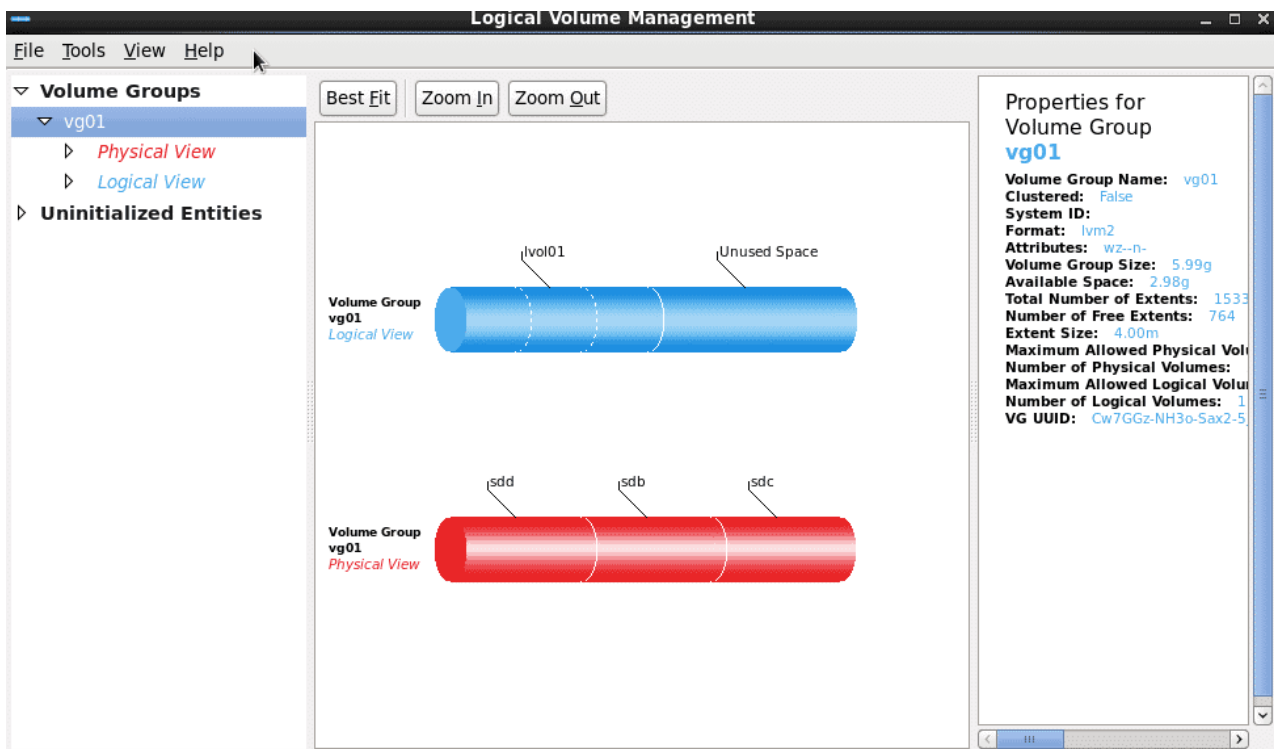 Logical Volume Management
File Tools View Help
Volume Groups
vg01
Physical View
Logical View
Uninitialized Entities
Best Fit Zoom In Zoom Out
lvol01 Unused Space
Volume Group
vg01
Logical View
sdd sdb sdc
Volume Group
vg01
Physical View
Properties for
Volume Group
vg01
Volume Group Name: vg01
Clustered: False
System ID:
Format: lvm2
Attributes: wz--n-
Volume Group Size: 5.99g
Available Space: 2.98g
Total Number of Extents: 1533
Number of Free Extents: 764
Extent Size: 4.00m
Maximum Allowed Physical
Number of Physical Volumes:
Maximum Allowed Logical
Number of Logical Volumes: 1
VG UUID: Cw7GGz-NH3o-Sax2-5